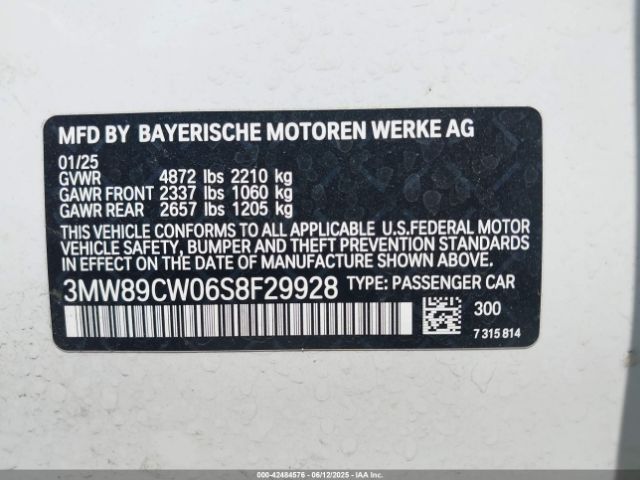 MFD BY BAYERISCHE MOTOREN WERKE AG
01/25
GVWR 4872 lbs 2210 kg
GAWR FRONT 2337 lbs 1060 kg
GAWR REAR 2657 lbs 1205 kg
THIS VEHICLE CONFORMS TO ALL APPLICABLE U.S.FEDERAL MOTOR
VEHICLE SAFETY, BUMPER AND THEFT PREVENTION STANDARDS
IN EFFECT ON THE DATE OF MANUFACTURE SHOWN ABOVE.
3MW89CW06S8F29928 TYPE: PASSENGER CAR
300
7 315 814
000-42484576 - 06/12/2025 - IAAI.COM